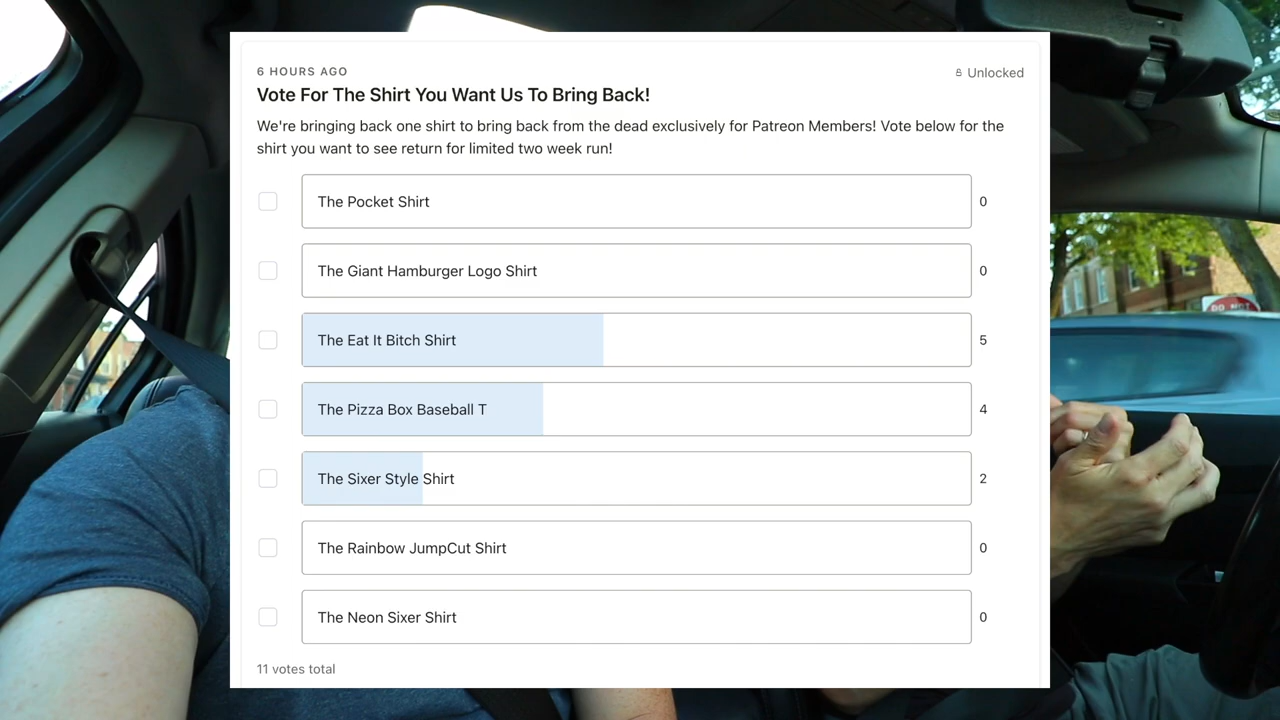 6 HOURS AGO
Unlocked
Vote For The Shirt You Want Us To Bring Back!
We're bringing back one shirt to bring back from the dead exclusively for Patreon Members! Vote below for the
shirt you want to see return for limited two week run!
The Pocket Shirt 0
The Giant Hamburger Logo Shirt 0
The Eat It Bitch Shirt 5
The Pizza Box Baseball T 4
The Sixer Style Shirt 2
The Rainbow JumpCut Shirt 0
The Neon Sixer Shirt 0
11 votes total
DO NOT